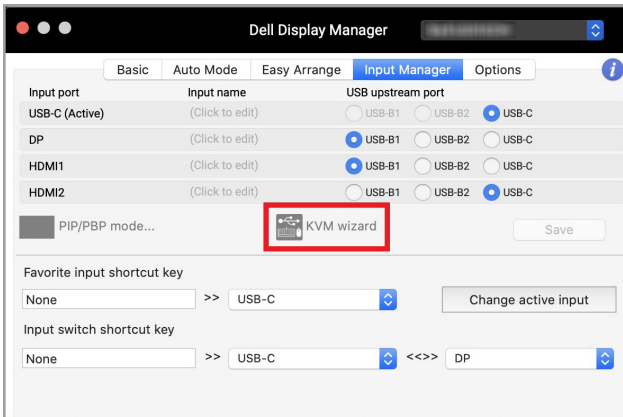 Dell Display Manager
Basic Auto Mode Easy Arrange Input Manager Options i
Input port Input name USB upstream port
USB-C (Active) (Click to edit) USB-B1 USB-B2 USB-C
DP (Click to edit) USB-B1 USB-B2 USB-C
HDMI1 (Click to edit) USB-B1 USB-B2 USB-C
HDMI2 (Click to edit) USB-B1 USB-B2 USB-C
PIP/PBP mode... KVM wizard Save
Favorite input shortcut key
None >> USB-C Change active input
Input switch shortcut key
None >> USB-C <<>> DP